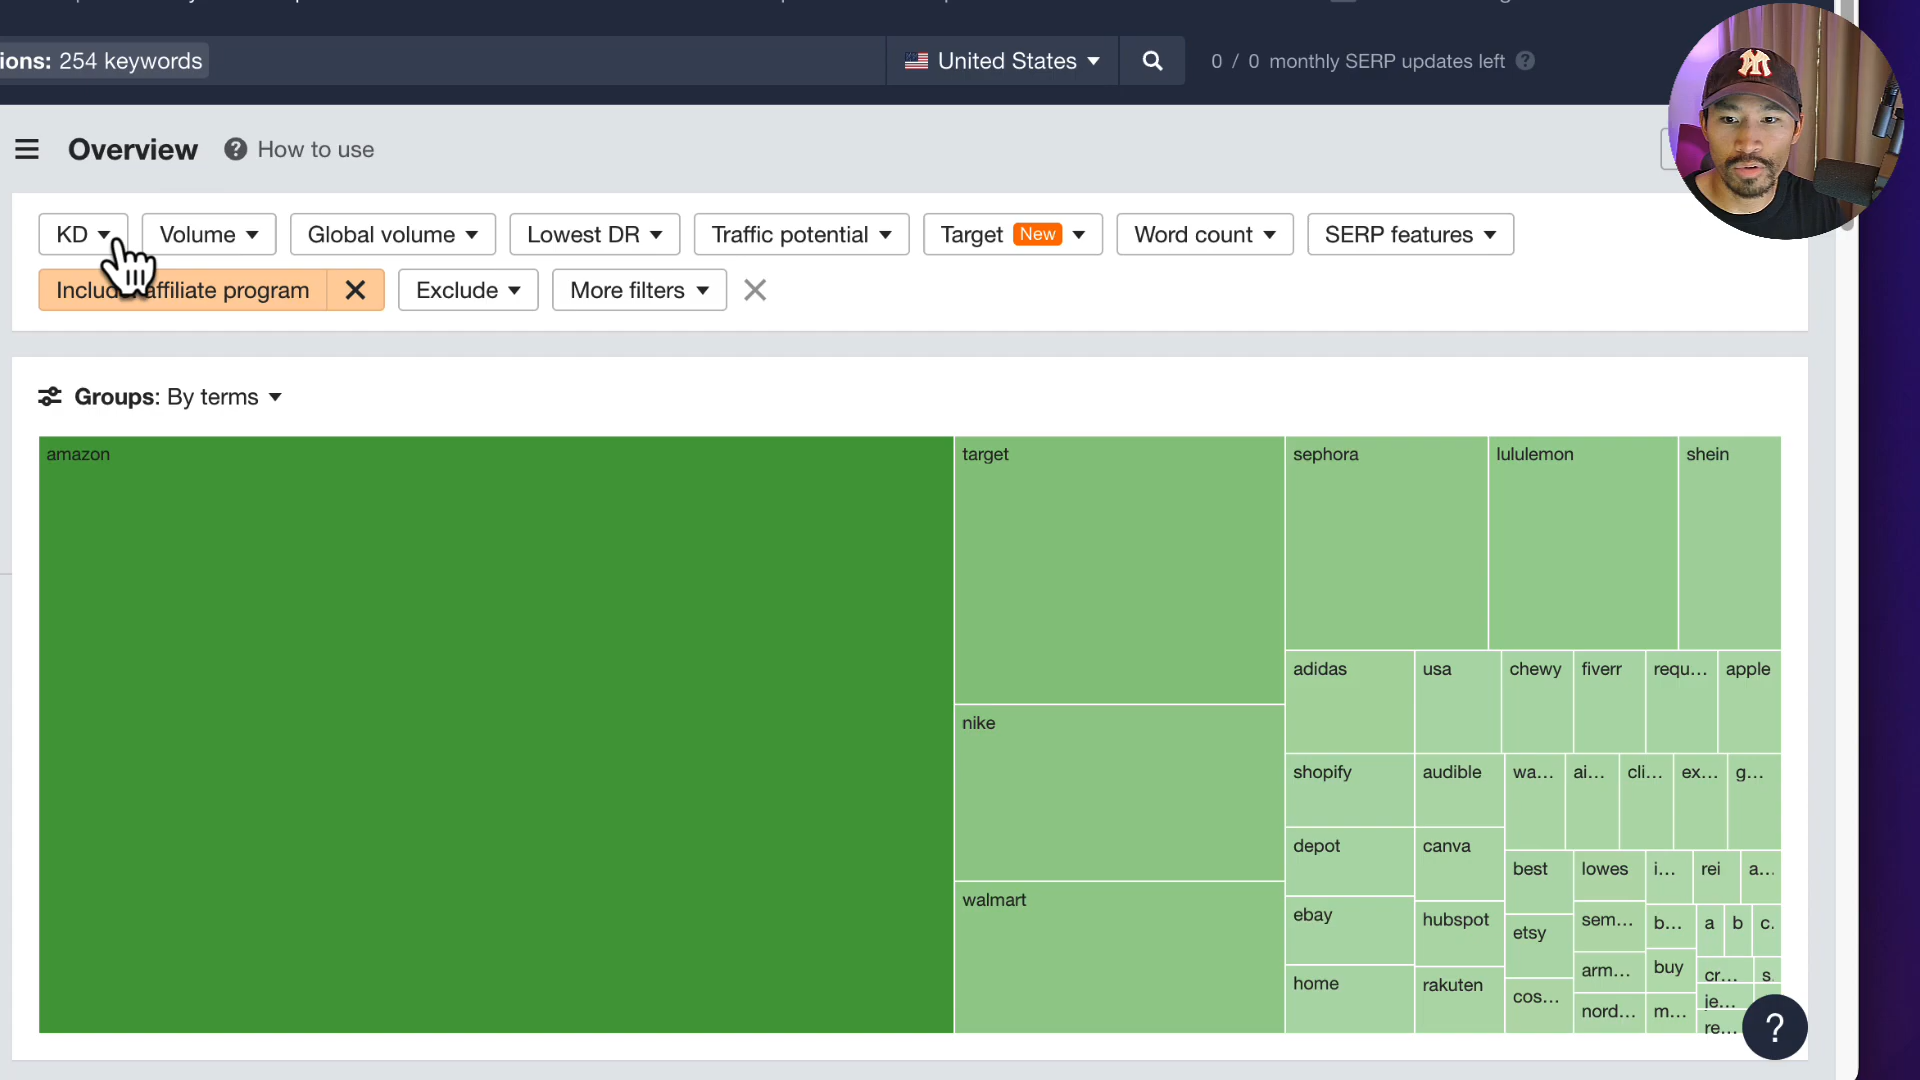 ions: 254 keywords
United States
0 / 0 monthly SERP updates left ?
Overview ? How to use
KD Volume Global volume Lowest DR Traffic potential Target New Word count SERP features
affiliate program Exclude More filters
Groups: By terms
amazon
target
sephora
lululemon
shein
adidas
usa
chewy
fiverr
requ...
apple
nike
shopify
audible
wa...
ai...
cli...
ex...
g...
depot
canva
best
lowes
i...
rei
a...
walmart
ebay
hubspot
etsy
sem...
b...
a
b
c.
home
rakuten
cos...
arm...
buy
cr...
s.
nord...
m...
je...
re...
?